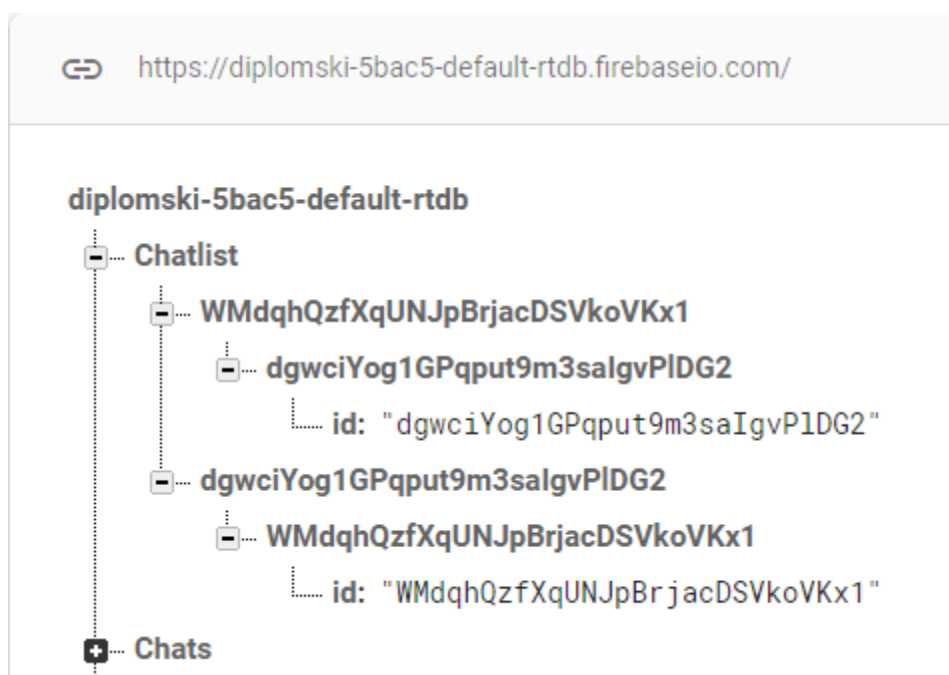 https://diplomski-5bac5-default-rtdb.firebaseio.com/
diplomski-5bac5-default-rtdb
Chatlist
WMdqhQzfXqUNJpBrjacDSVkoVKx1
dgwciYog1GPqput9m3saIgvPlDG2
id: "dgwciYog1GPqput9m3saIgvPlDG2"
dgwciYog1GPqput9m3saIgvPlDG2
WMdqhQzfXqUNJpBrjacDSVkoVKx1
id: "WMdqhQzfXqUNJpBrjacDSVkoVKx1"
Chats